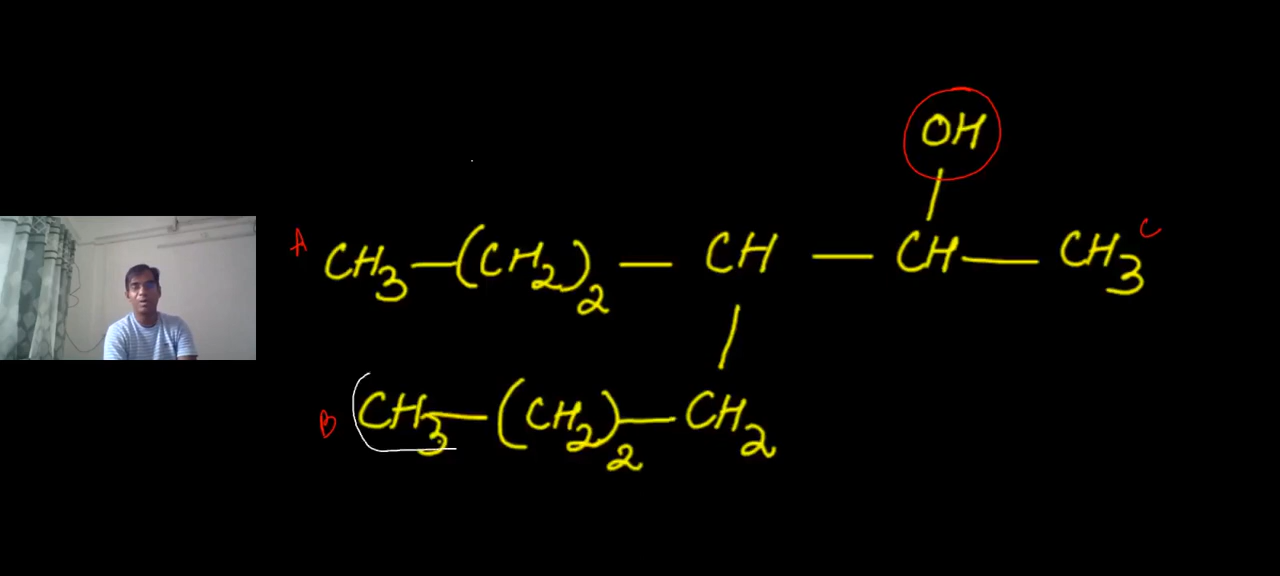 OH
A CH3—(CH2)2 — CH — CH—CH3 C
B CH3—(CH2)2—CH2